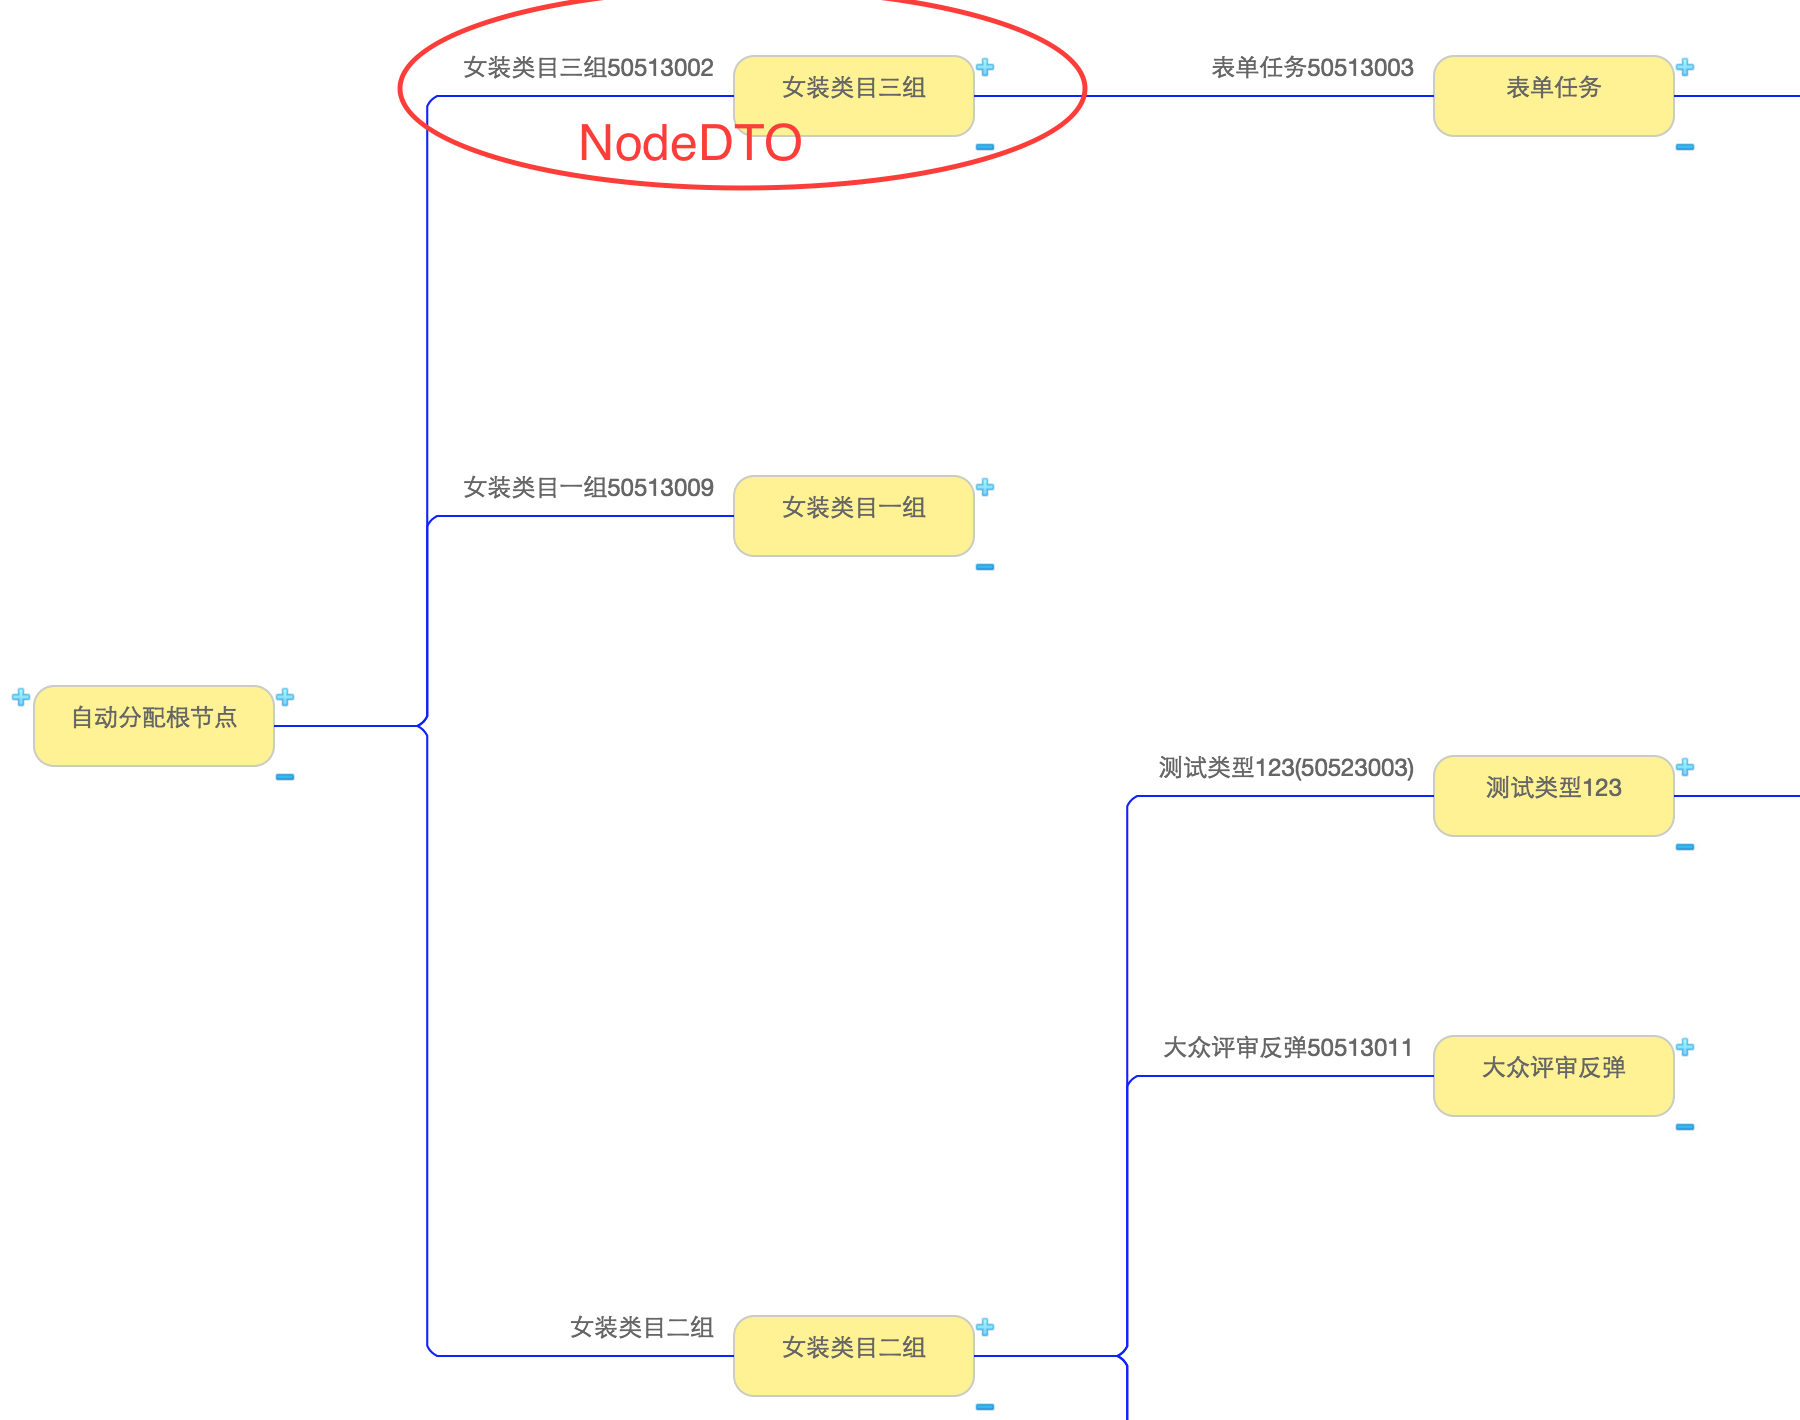 女装类目三组50513002
女装类目三组
表单任务50513003
表单任务
NodeDTO
女装类目一组50513009
女装类目一组
自动分配根节点
测试类型123(50523003)
测试类型123
大众评审反弹50513011
大众评审反弹
女装类目二组
女装类目二组